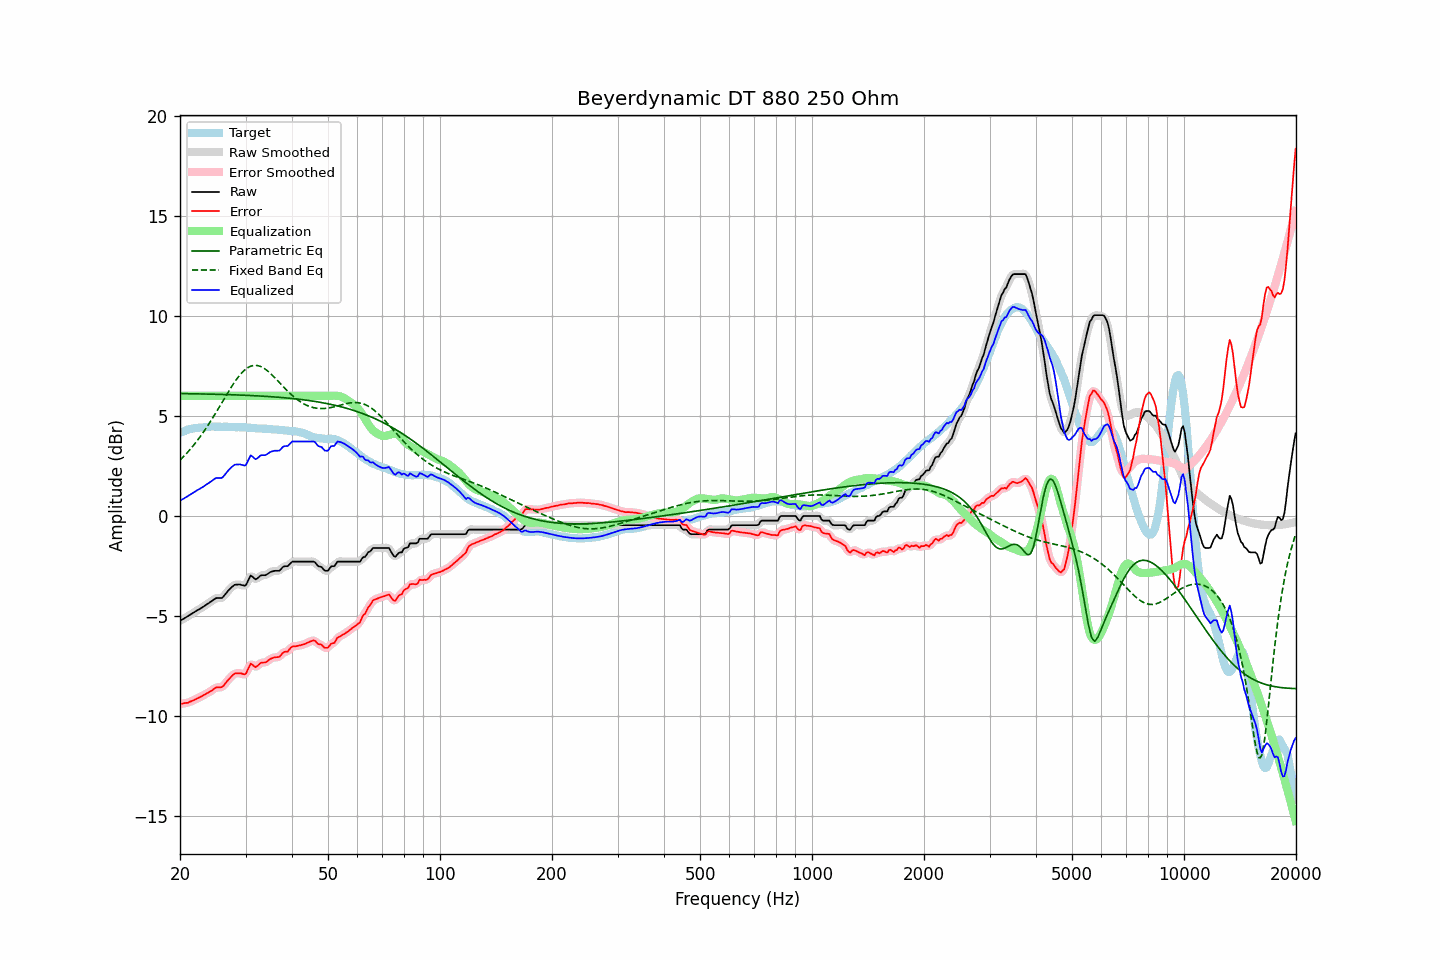 Beyerdynamic DT 880 250 Ohm
Target
Raw Smoothed
Error Smoothed
Raw
Error
Equalization
Parametric Eq
Fixed Band Eq
Equalized
Amplitude (dBr)
20
15
10
5
0
−5
−10
−15
20
50
100
200
500
1000
2000
5000
10000
20000
Frequency (Hz)